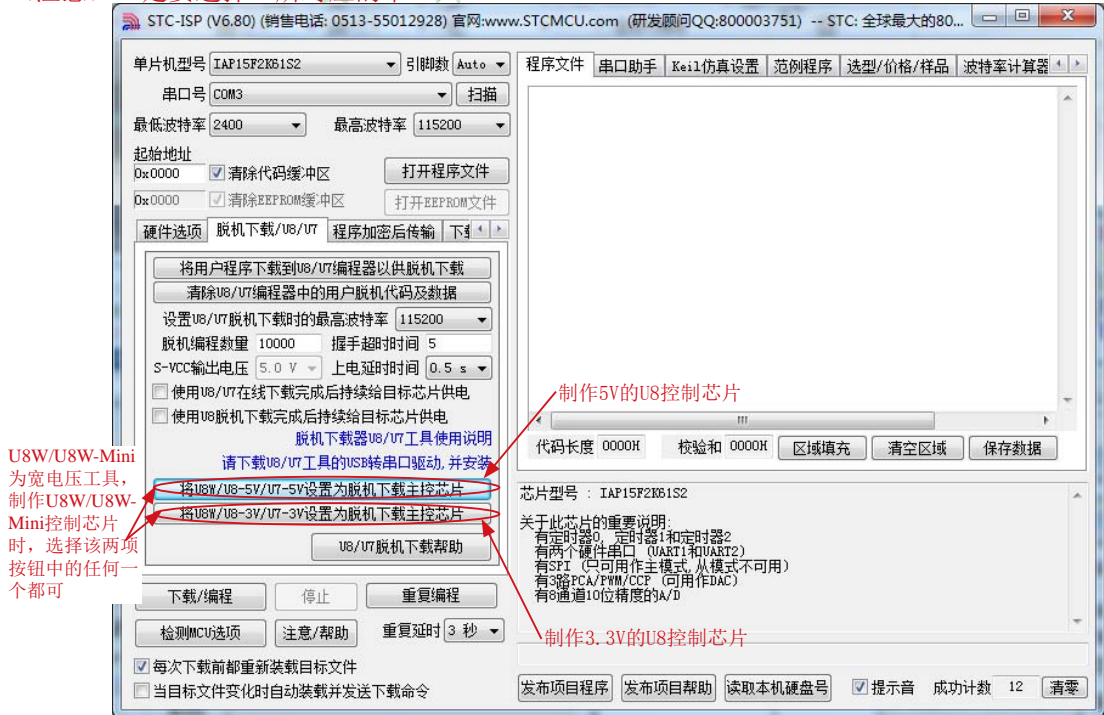 STC-ISP (V6.80) (销售电话: 0513-55012928) 官网:www.STCMCU.com (研发顾问QQ:800003751) -- STC: 全球最大的80...
单片机型号 IAP15F2K61S2 引脚数 Auto
串口号 COM3 扫描
最低波特率 2400 最高波特率 115200
起始地址
0x0000 清除代码缓冲区 打开程序文件
0x0000 清除EEPROM缓冲区 打开EEPROM文件
硬件选项 脱机下载/U8/U7 程序加密后传输
将用户程序下载到U8/U7编程器以供脱机下载
清除U8/U7编程器中的用户脱机代码及数据
设置U8/U7脱机下载时的最高波特率 115200
脱机编程数量 10000 握手超时时间 5
S-VCC输出电压 5.0 V 上电延时时间 0.5 s
使用U8/U7在线下载完成后持续给目标芯片供电
使用U8脱机下载完成后持续给目标芯片供电
脱机下载器U8/U7工具使用说明
请下载U8/U7工具的USB转串口驱动,并安装
将U8W/U8-5V/U7-5V设置为脱机下载主控芯片
将U8W/U8-3V/U7-3V设置为脱机下载主控芯片
U8/U7脱机下载帮助
下载/编程 停止 重复编程
检测MCU选项 注意/帮助 重复延时 3 秒
每次下载前都重新装载目标文件
当目标文件变化时自动装载并发送下载命令
U8W/U8W-Mini
为宽电压工具,
制作U8W/U8W-
Mini控制芯片
时，选择该两项
按钮中的任何一
个都可
程序文件 串口助手 Keil仿真设置 范例程序 选型/价格/样品 波特率计算器
制作5V的U8控制芯片
代码长度 0000H 校验和 0000H 区域填充 清空区域 保存数据
芯片型号 : IAP15F2K61S2
关于此芯片的重要说明:
有定时器0, 定时器1和定时器2
有两个硬件串口 (UART1和UART2)
有SPI (只可用作主模式,从模式不可用)
有3路PCA/PWM/CCP (可用作DAC)
有8通道10位精度的A/D
制作3.3V的U8控制芯片
发布项目程序 发布项目帮助 读取本机硬盘号 提示音 成功计数 12 清零